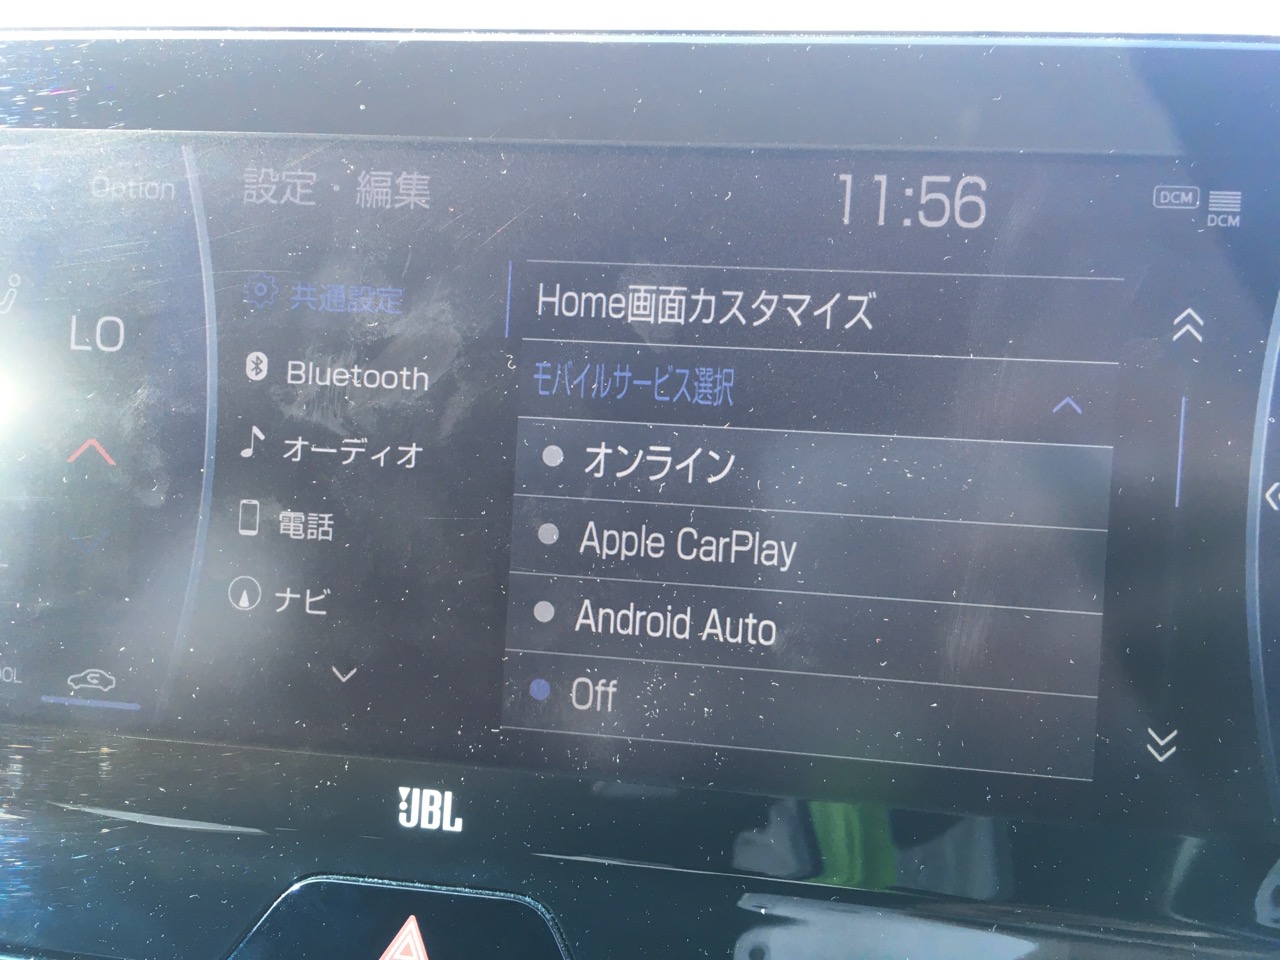 Option
設定・編集
11:56
DCM
DCM
共通設定
Home画面カスタマイズ
LO
Bluetooth
モバイルサービス選択
オーディオ
オンライン
電話
Apple CarPlay
ナビ
Android Auto
Off
JBL